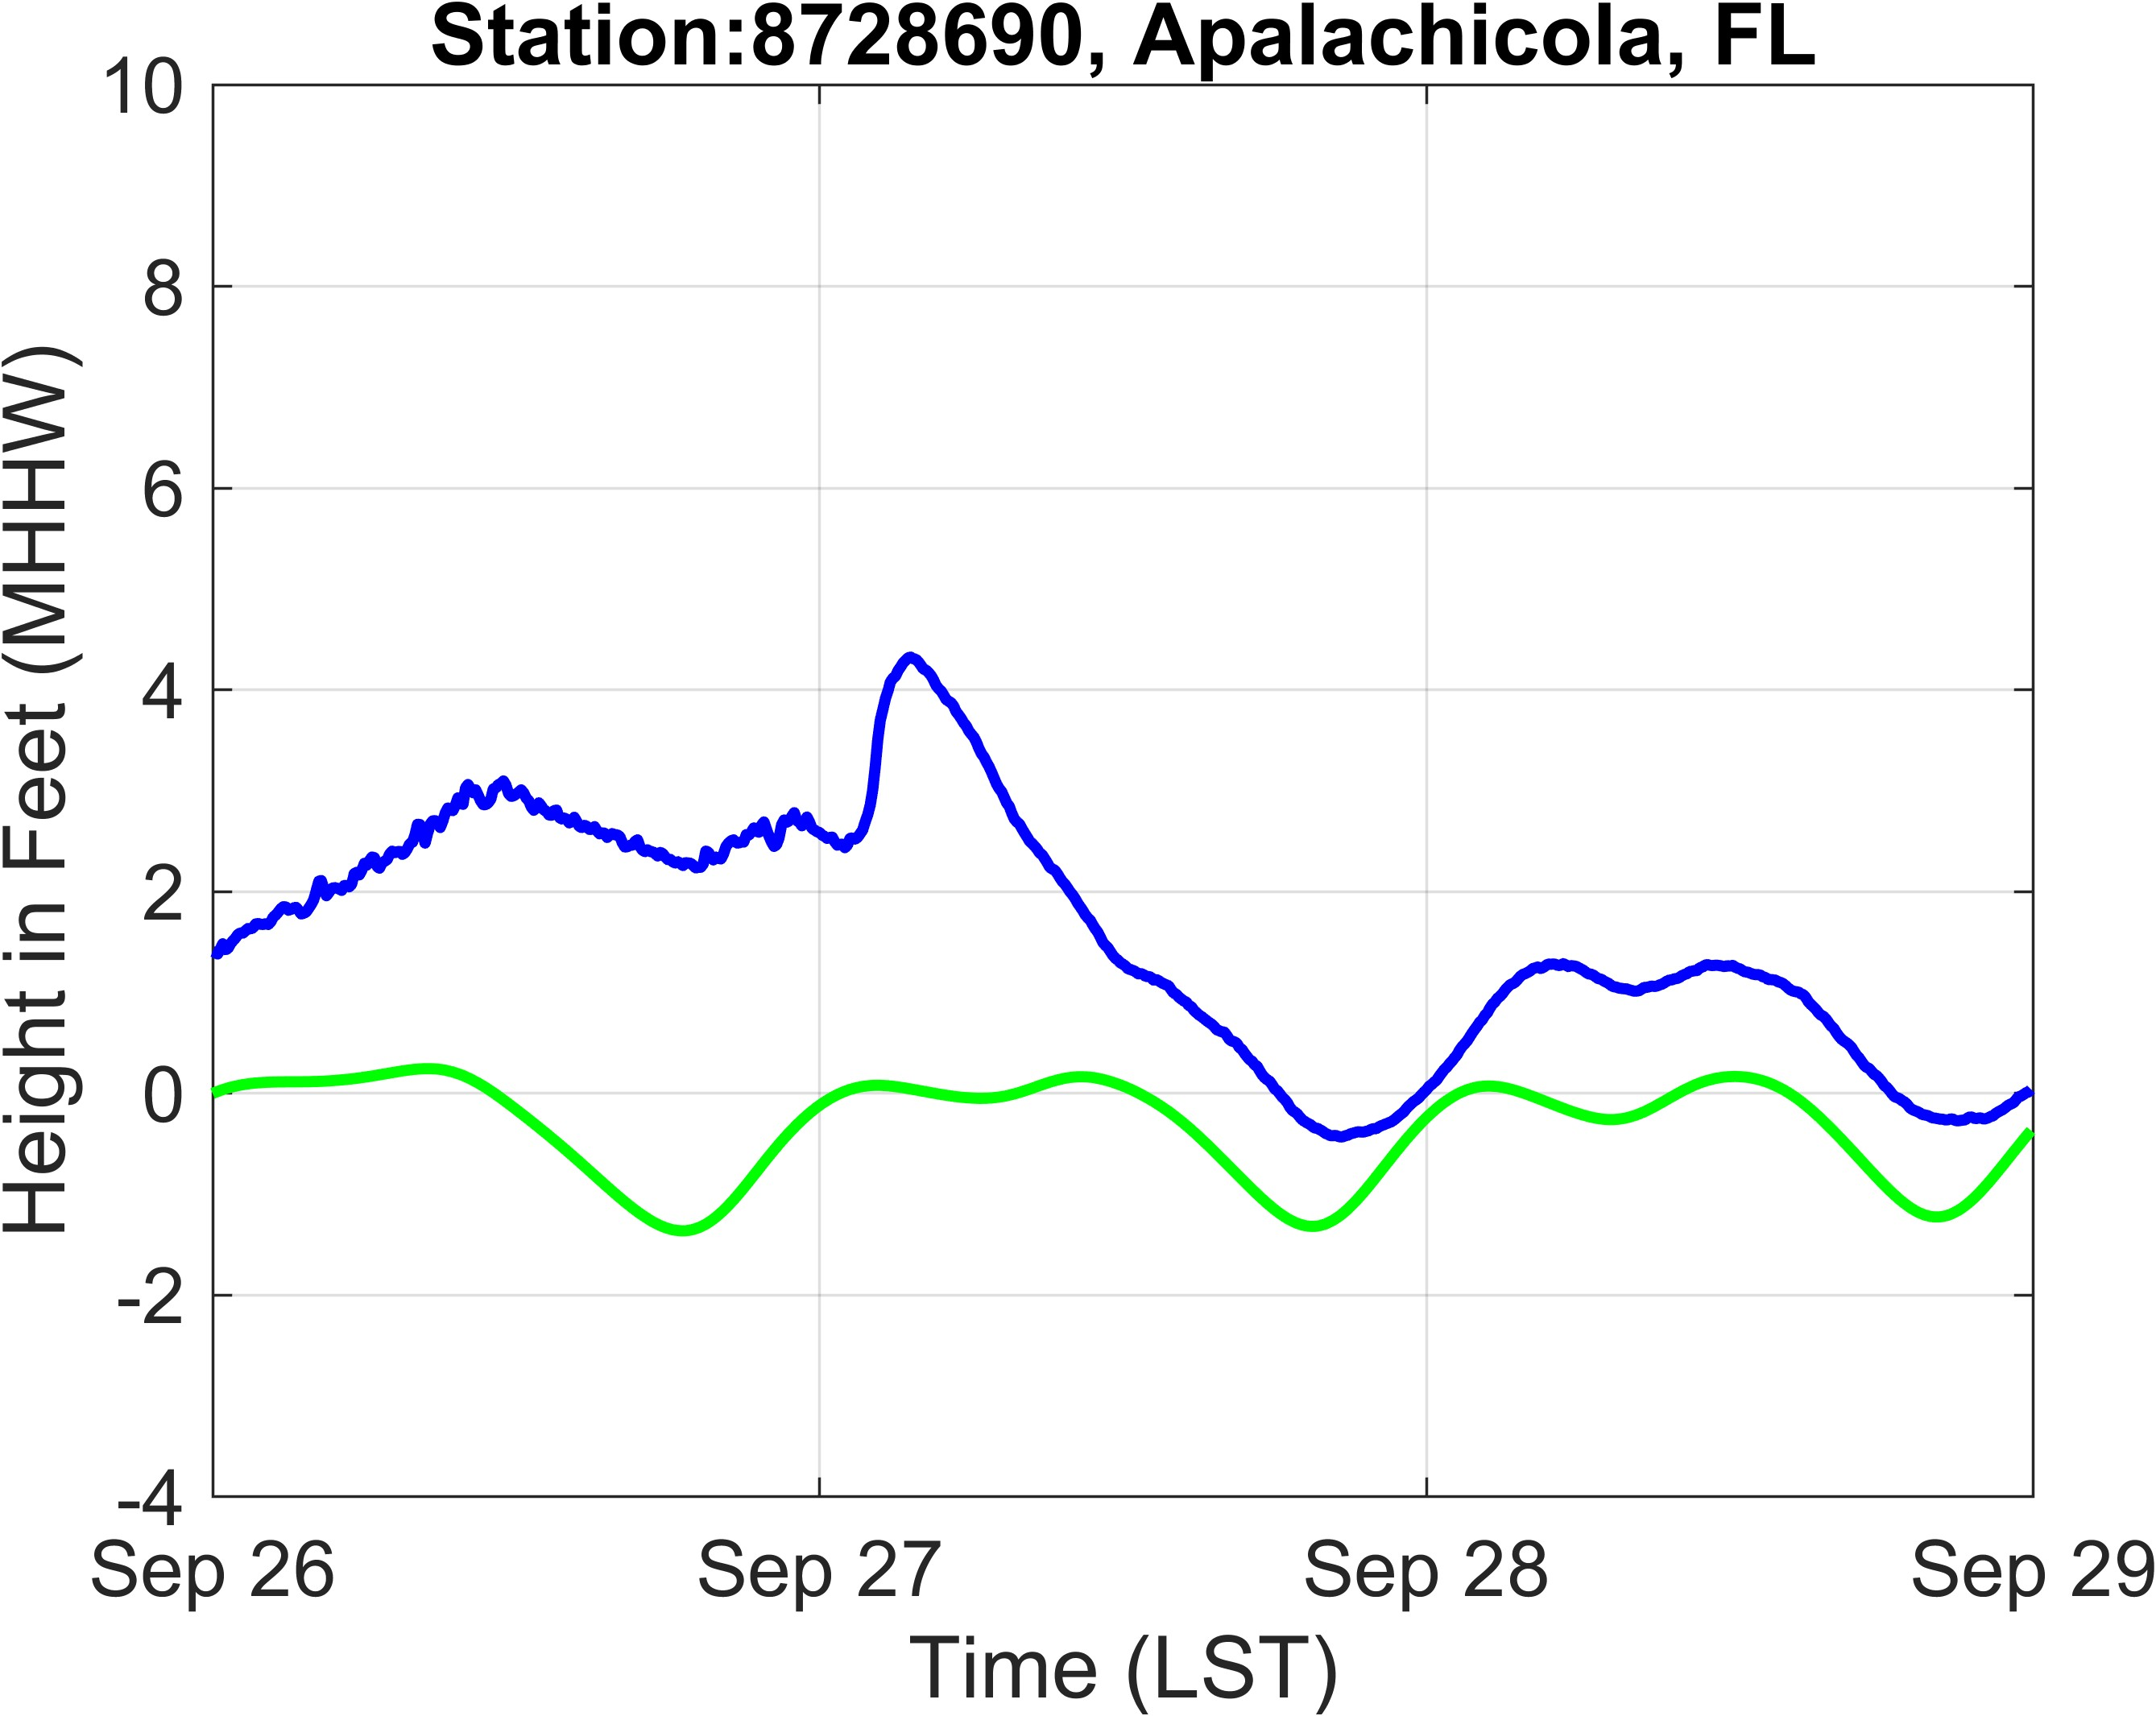 Station:8728690, Apalachicola, FL
10
8
6
4
2
0
-2
-4
Height in Feet (MHHW)
Sep 26 Sep 27 Sep 28 Sep 29
Time (LST)